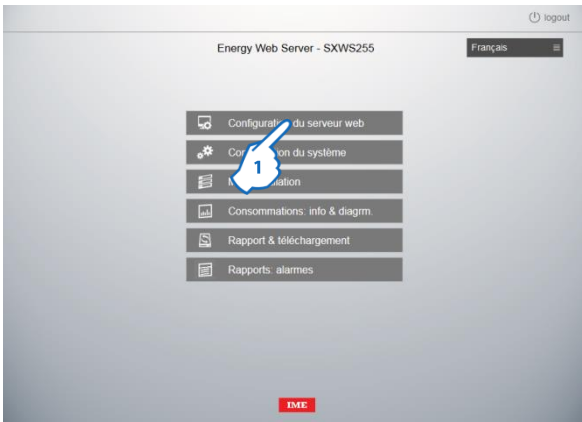 logout
Energy Web Server - SXWS255
Français
Configuration du serveur web
du système
1
Consommations: info & diagrm.
Rapport & téléchargement
Rapports: alarmes
IME